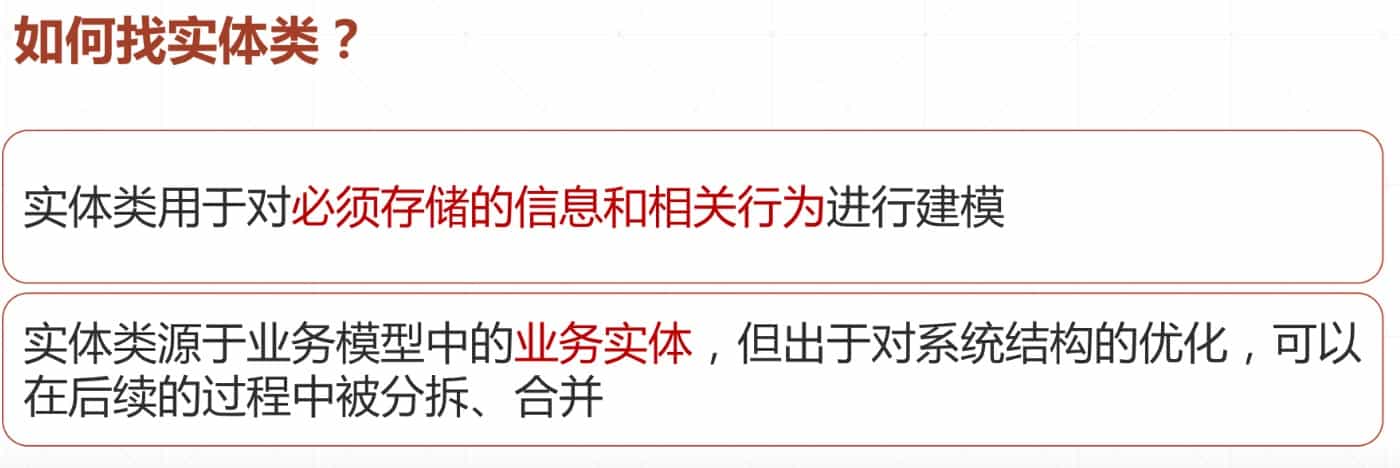 如何找实体类？
实体类用于对必须存储的信息和相关行为进行建模
实体类源于业务模型中的业务实体，但出于对系统结构的优化，可以
在后续的过程中被分拆、合并